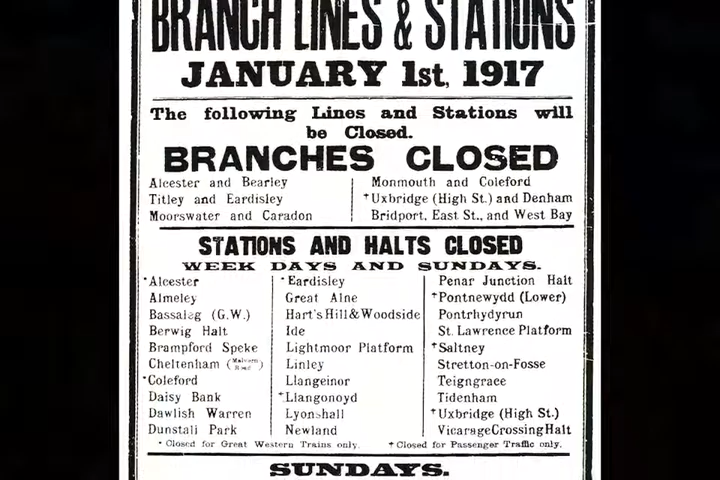 BRANCH LINES & STATIONS
JANUARY 1st, 1917
The following Lines and Stations will
be Closed.
BRANCHES CLOSED
Alcester and Bearley
Titley and Eardisley
Moorswater and Caradon
Monmouth and Coleford
†Uxbridge (High St.) and Denham
Bridport, East St., and West Bay
STATIONS AND HALTS CLOSED
WEEK DAYS AND SUNDAYS.
*Alcester
Almeley
Bassaleg (G.W.)
Berwig Halt
Brampford Speke
Cheltenham (Malvern Road)
*Coleford
Daisy Bank
Dawlish Warren
Dunstall Park
*Eardisley
Great Alne
Hart's Hill & Woodside
Ide
Lightmoor Platform
Linley
Llangeinor
†Llangonoyd
Lyonshall
Newland
Penar Junction Halt
†Pontnewydd (Lower)
Pontrhydyrun
St. Lawrence Platform
†Saltney
Stretton-on-Fosse
Teigngrace
Tidenham
†Uxbridge (High St.)
Vicarage Crossing Halt
* Closed for Great Western Trains only.
† Closed for Passenger Traffic only.
SUNDAYS.